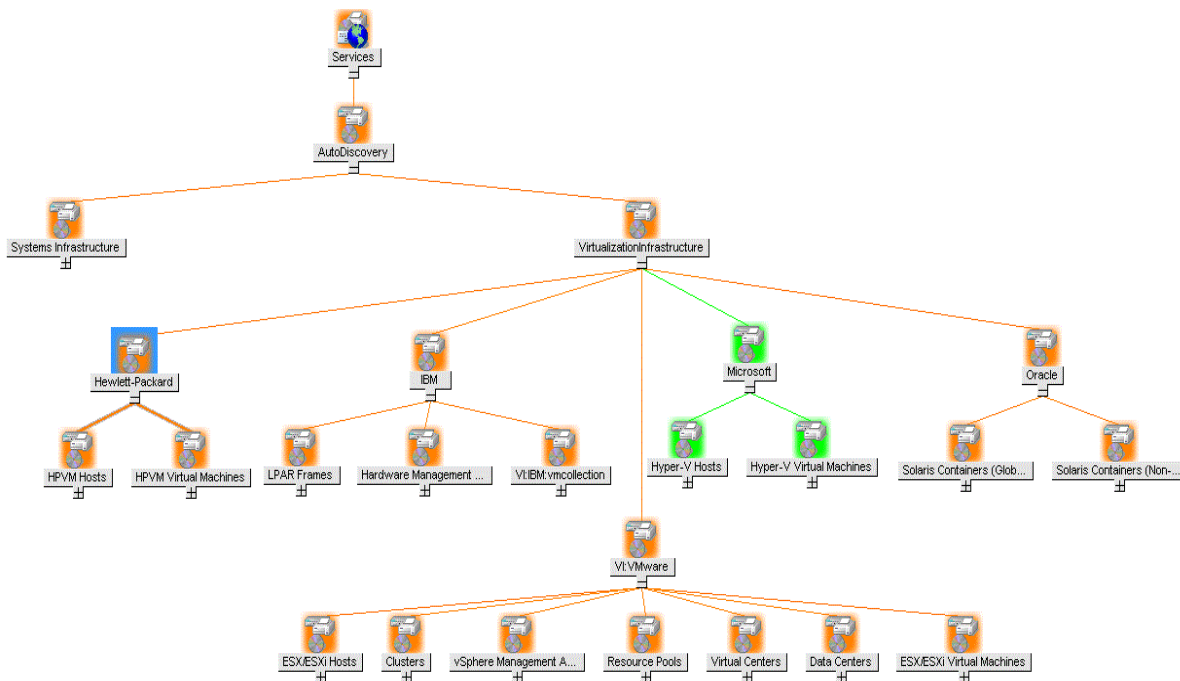 Services
AutoDiscovery
Systems Infrastructure
VirtualizationInfrastructure
Hewlett-Packard
IBM
Microsoft
Oracle
HPVM Hosts
HPVM Virtual Machines
LPAR Frames
Hardware Management ...
VI:IBM:vmcollection
Hyper-V Hosts
Hyper-V Virtual Machines
Solaris Containers (Glob...
Solaris Containers (Non-...
VI:VMware
ESX/ESXi Hosts
Clusters
vSphere Management A...
Resource Pools
Virtual Centers
Data Centers
ESX/ESXi Virtual Machines